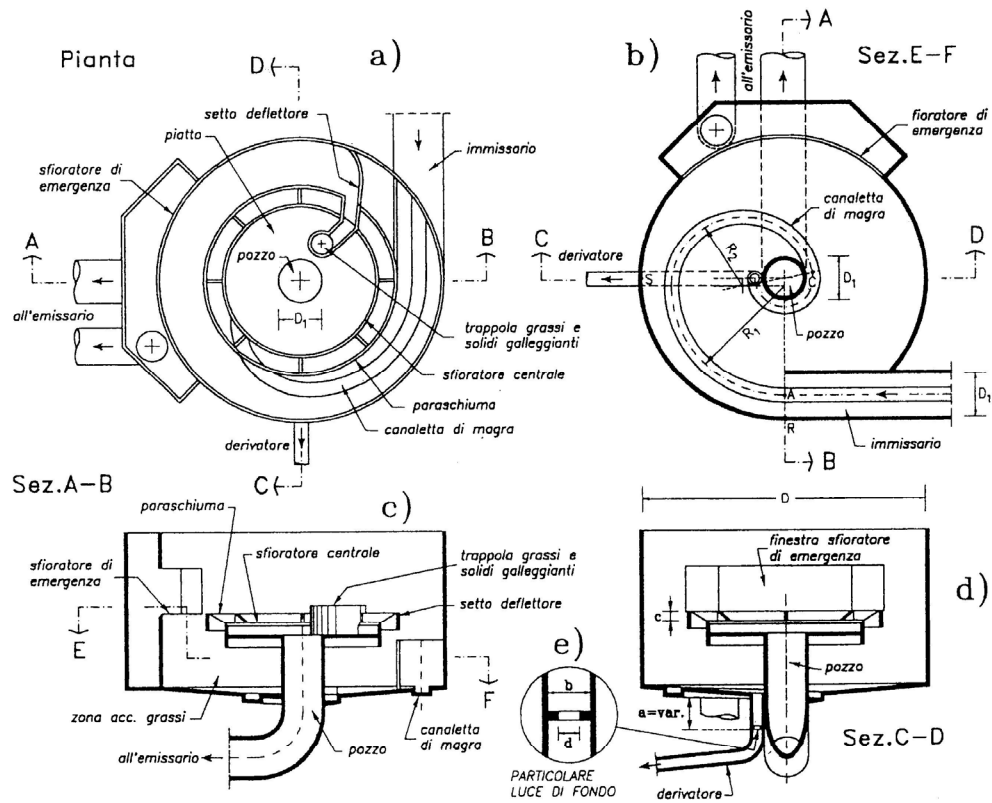 Pianta
a)
D
setto deflettore
piatto
immissario
sfioratore di
emergenza
A
B
pozzo
D₁
all'emissario
trappola grassi e
solidi galleggianti
sfioratore centrale
paraschiuma
canaletta di magra
derivatore
C
b)
A
Sez.E-F
all'emissario
fioratore di
emergenza
canaletta
di magra
C
derivatore
S
D
D₁
C
pozzo
R₁
A
R
D₁
immissario
B
Sez.A-B
c)
paraschiuma
sfioratore centrale
trappola grassi e
solidi galleggianti
sfioratore di
emergenza
setto deflettore
E
F
zona acc. grassi
canaletta
di magra
pozzo
all'emissario
e)
b
d
PARTICOLARE
LUCE DI FONDO
D
finestra sfioratore
di emergenza
d)
c
pozzo
a=var.
Sez.C-D
derivatore